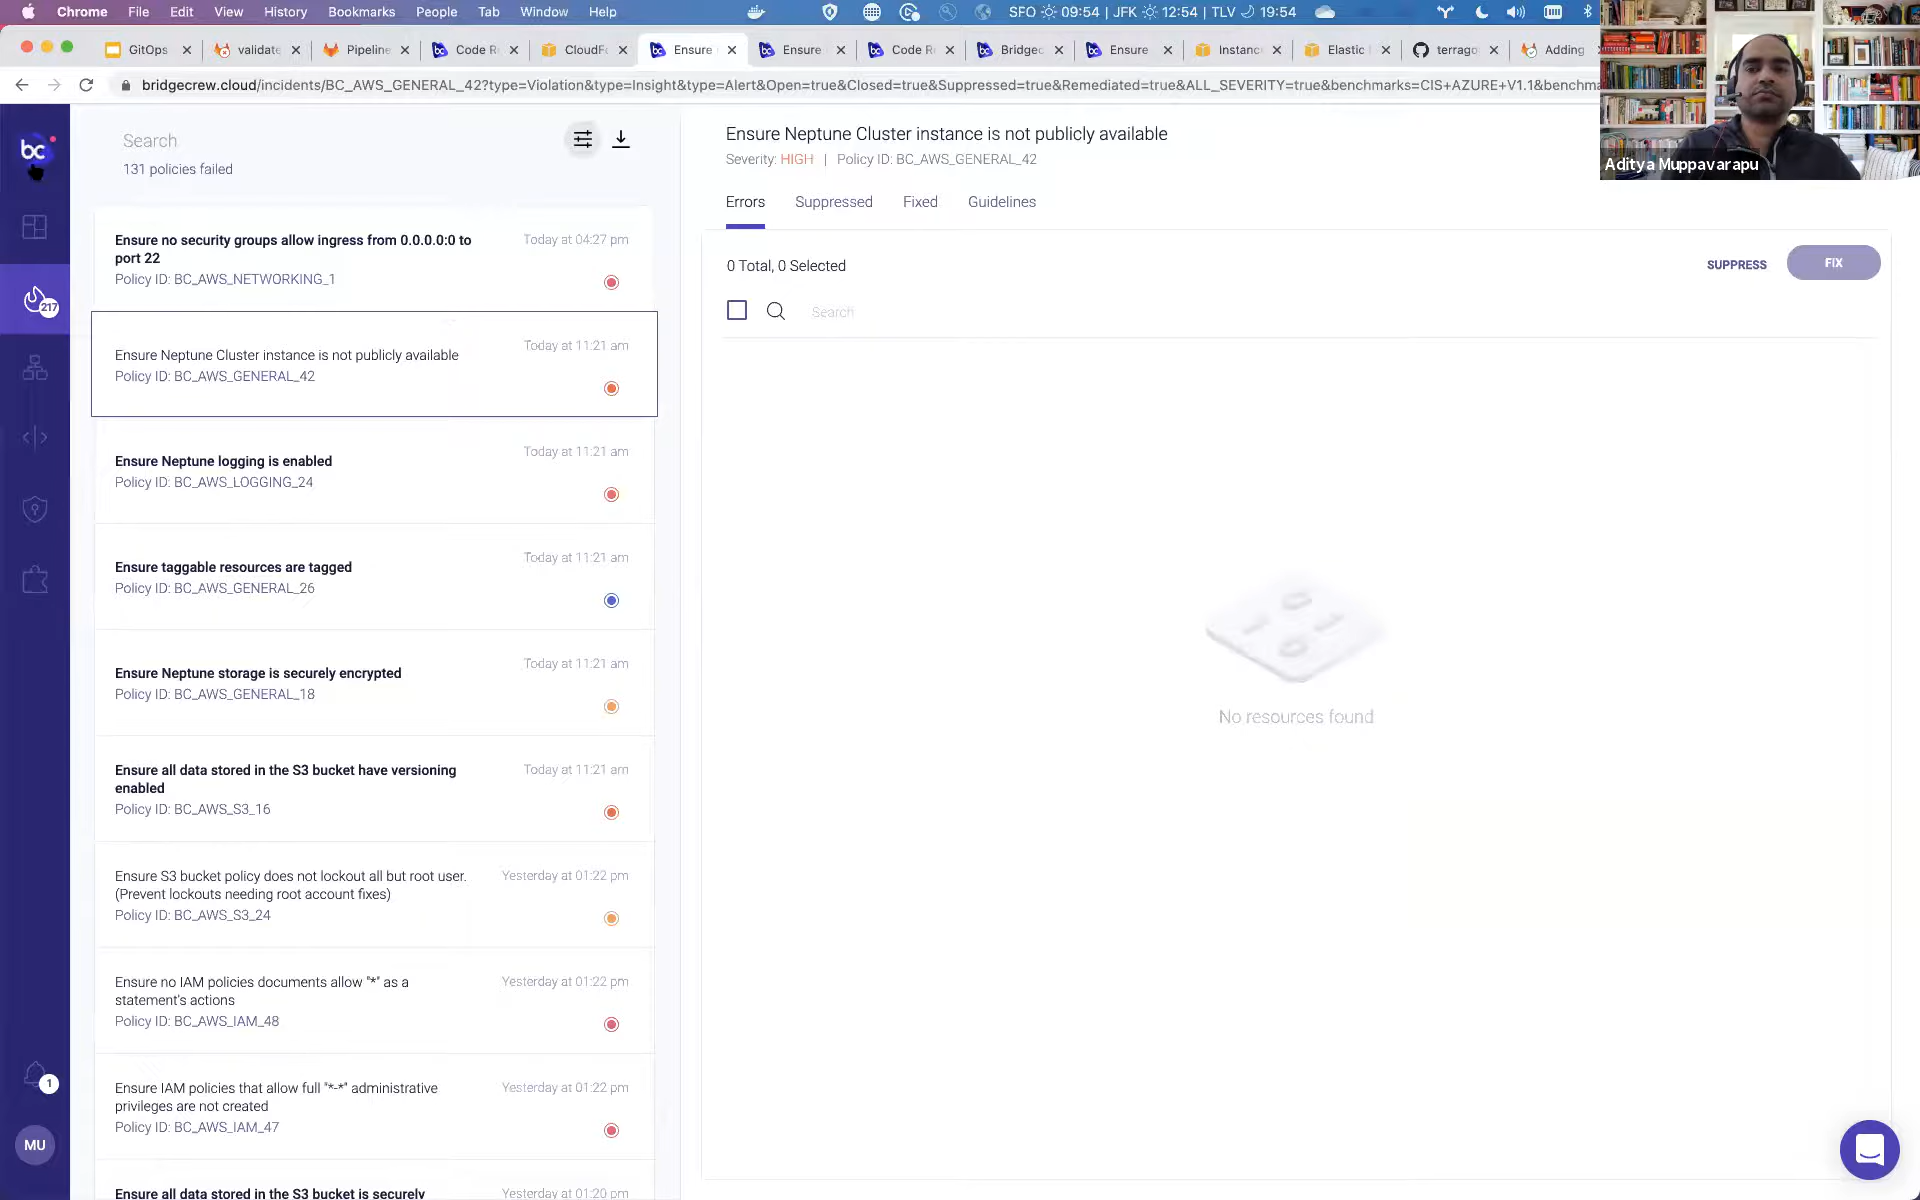 Chrome File Edit View History Bookmarks People Tab Window Help SFO 09:54 | JFK 12:54 | TLV 19:54
GitOps validate Pipeline Code R CloudFo Ensure Ensure Code R Bridgec Ensure Instanc Elastic terrago Adding
bridgecrew.cloud/incidents/BC_AWS_GENERAL_42?type=Violation&type=Insight&type=Alert&Open=true&Closed=true&Suppressed=true&Remediated=true&ALL_SEVERITY=true&benchmarks=CIS+AZURE+V1.1&benchm
Aditya Muppavarapu
bc
217
1
MU
Search
131 policies failed
Ensure no security groups allow ingress from 0.0.0.0:0 to
port 22
Today at 04:27 pm
Policy ID: BC_AWS_NETWORKING_1
Today at 11:21 am
Ensure Neptune Cluster instance is not publicly available
Policy ID: BC_AWS_GENERAL_42
Today at 11:21 am
Ensure Neptune logging is enabled
Policy ID: BC_AWS_LOGGING_24
Today at 11:21 am
Ensure taggable resources are tagged
Policy ID: BC_AWS_GENERAL_26
Today at 11:21 am
Ensure Neptune storage is securely encrypted
Policy ID: BC_AWS_GENERAL_18
Ensure all data stored in the S3 bucket have versioning
enabled
Today at 11:21 am
Policy ID: BC_AWS_S3_16
Ensure S3 bucket policy does not lockout all but root user.
(Prevent lockouts needing root account fixes)
Yesterday at 01:22 pm
Policy ID: BC_AWS_S3_24
Ensure no IAM policies documents allow "*" as a
statement's actions
Yesterday at 01:22 pm
Policy ID: BC_AWS_IAM_48
Ensure IAM policies that allow full "*-*" administrative
privileges are not created
Yesterday at 01:22 pm
Policy ID: BC_AWS_IAM_47
Ensure all data stored in the S3 bucket is securely
Yesterday at 01:20 pm
Ensure Neptune Cluster instance is not publicly available
Severity: HIGH | Policy ID: BC_AWS_GENERAL_42
Errors Suppressed Fixed Guidelines
0 Total, 0 Selected
SUPPRESS FIX
Search
No resources found